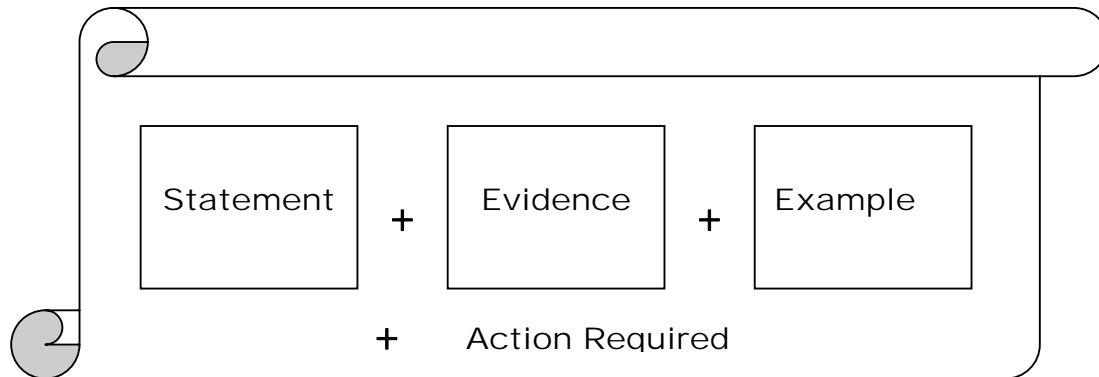 Statement + Evidence + Example
+ Action Required